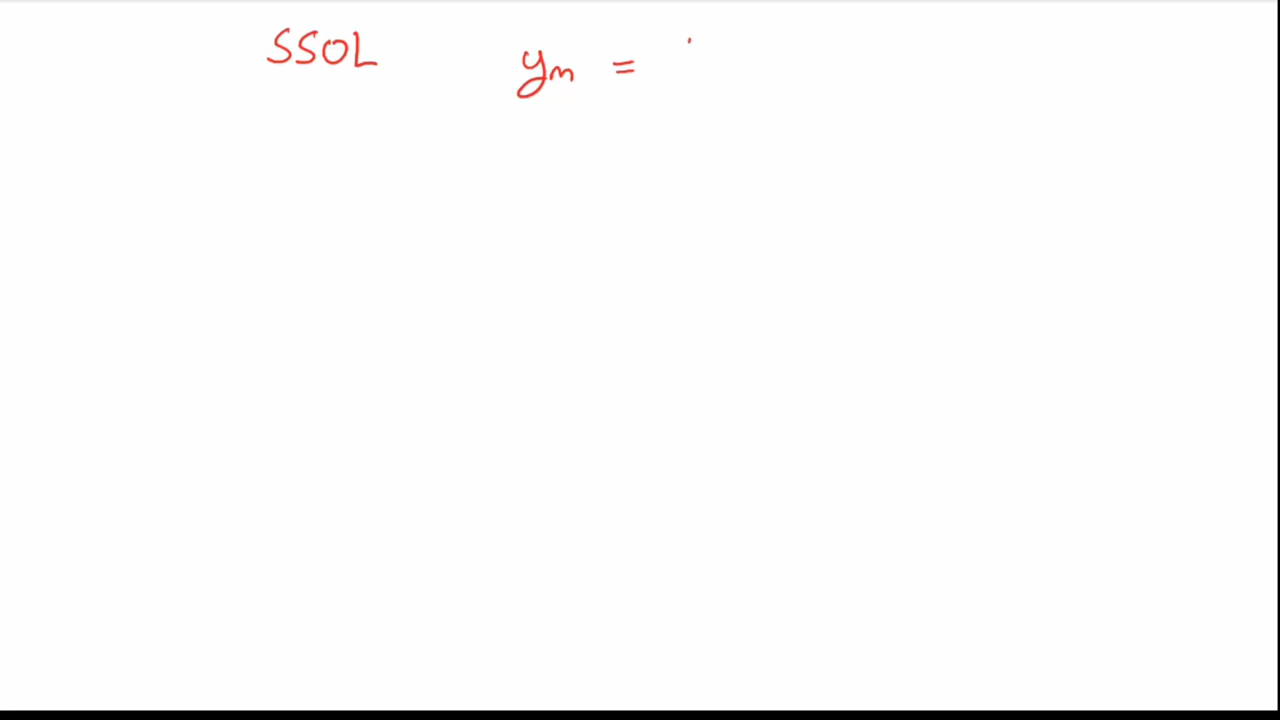 SSOL yₘ =